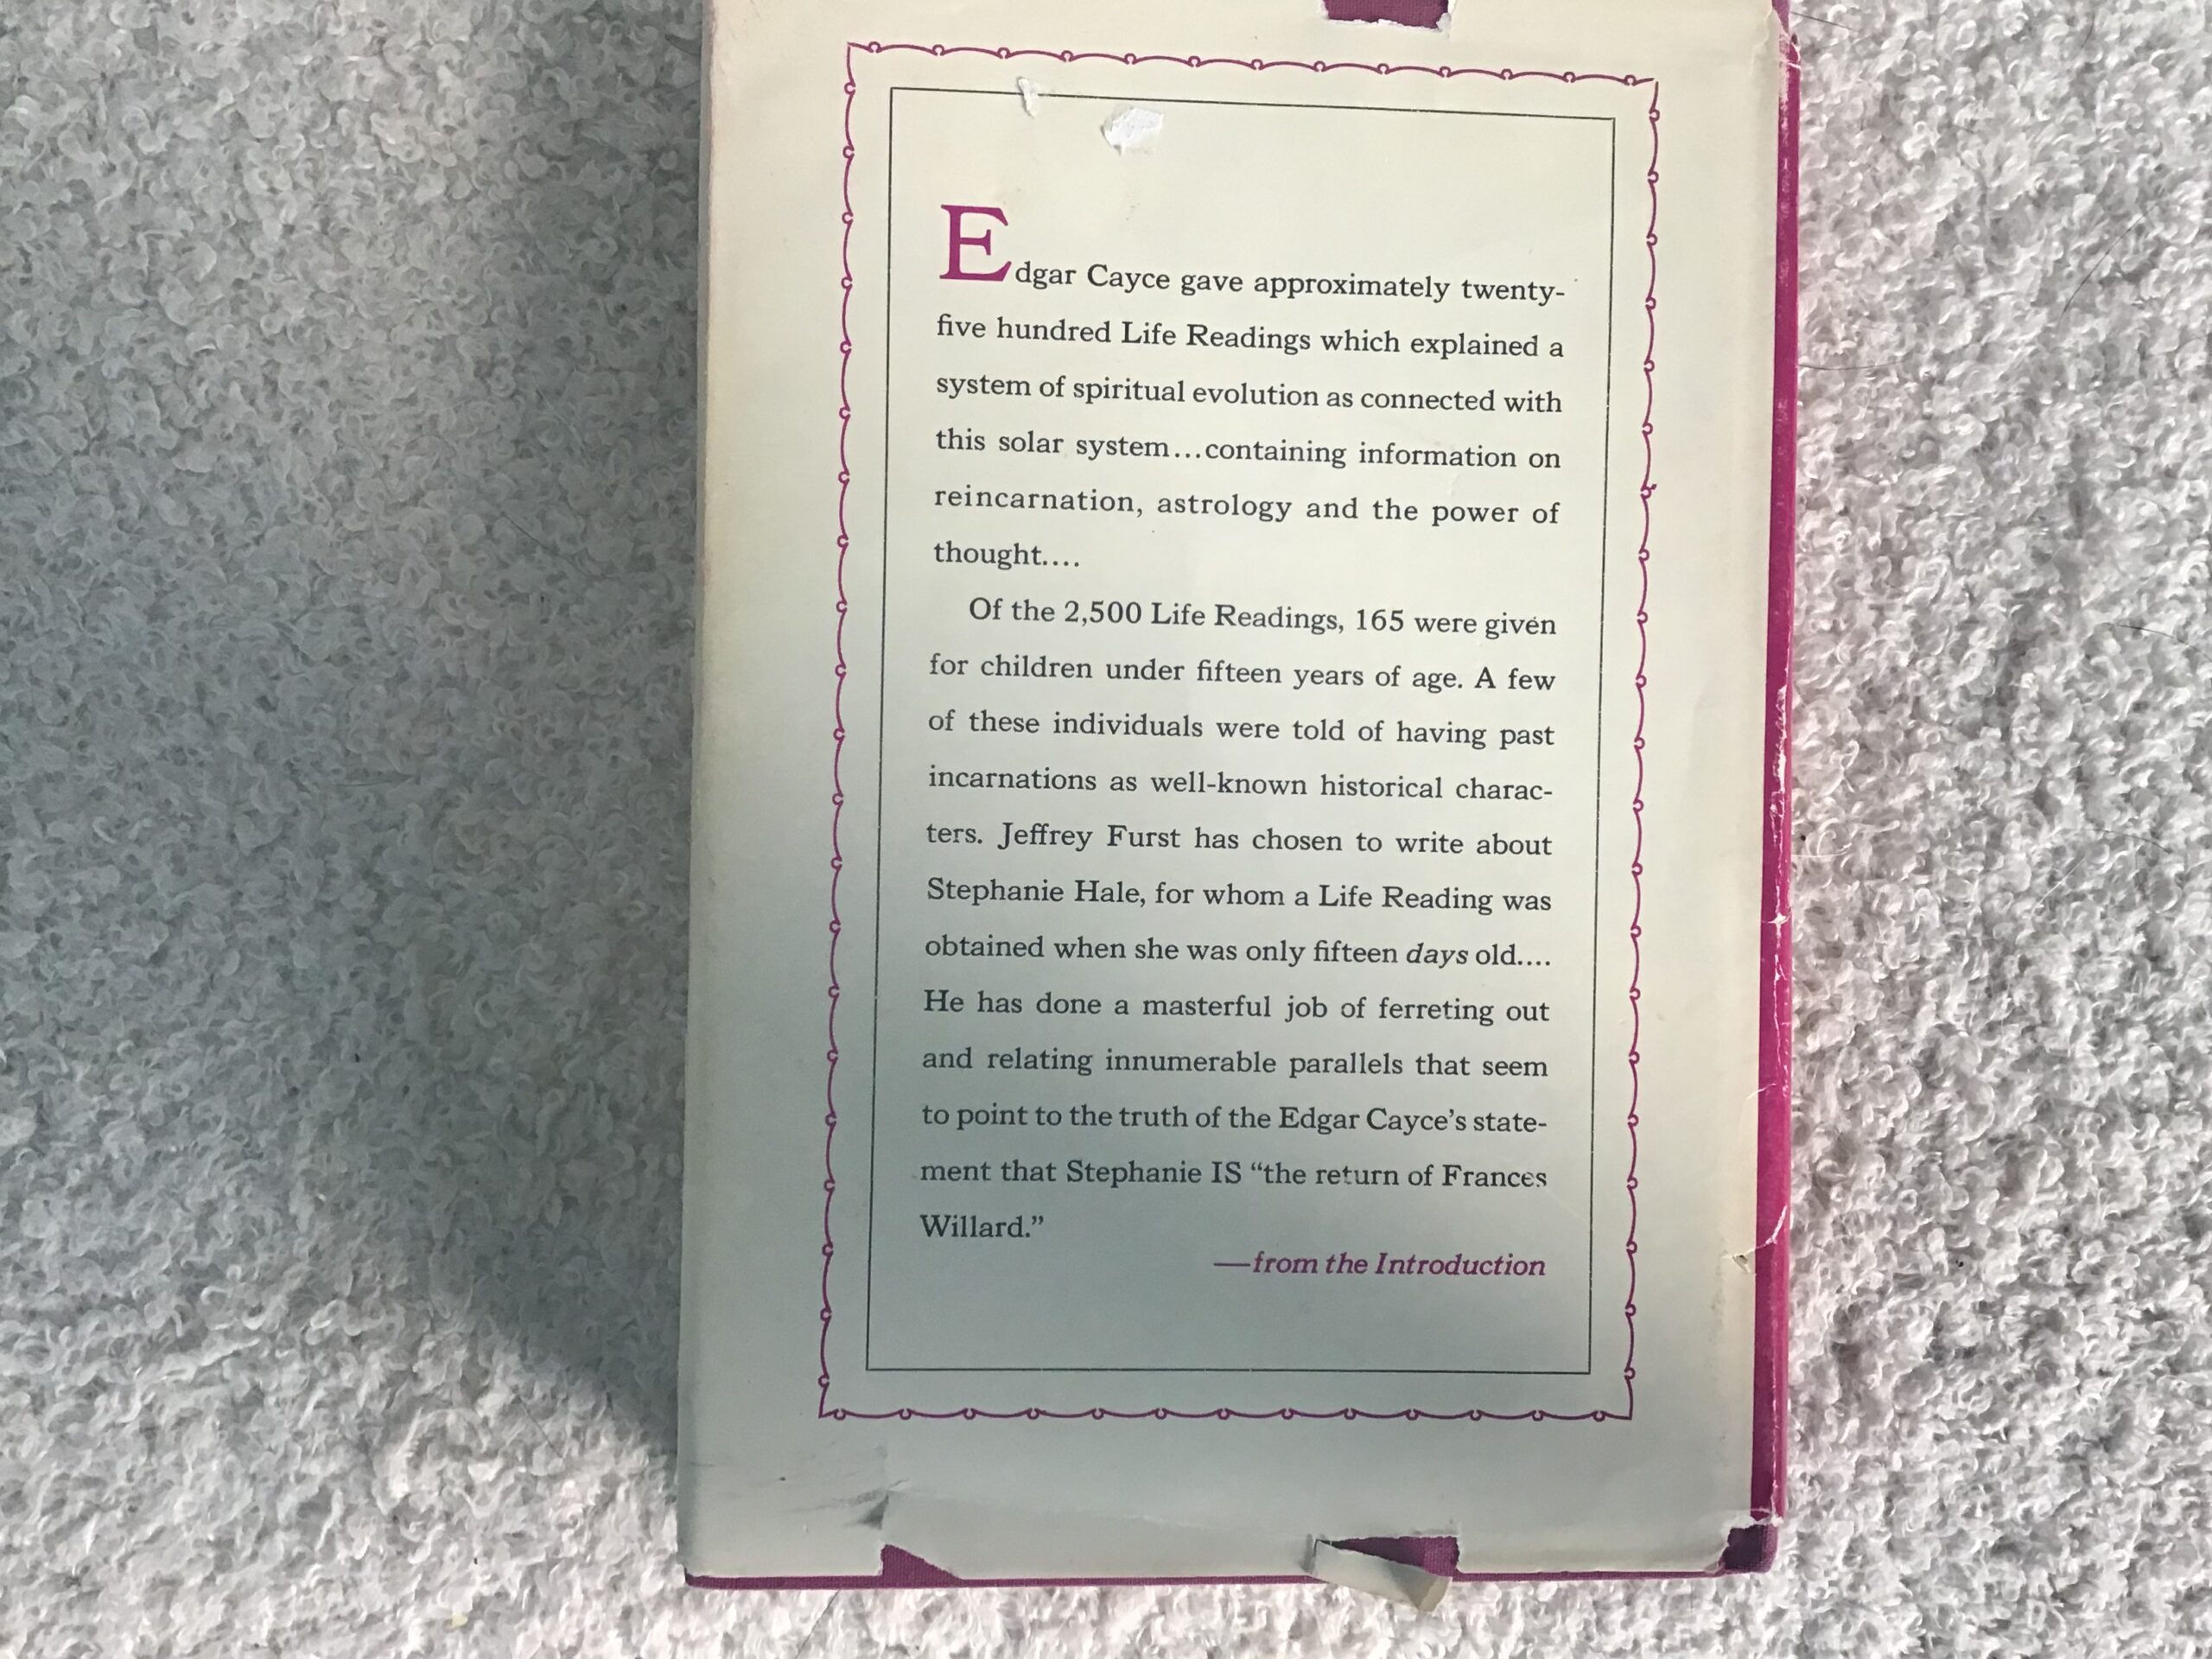 Edgar Cayce gave approximately twenty-
five hundred Life Readings which explained a
system of spiritual evolution as connected with
this solar system...containing information on
reincarnation, astrology and the power of
thought....
Of the 2,500 Life Readings, 165 were given
for children under fifteen years of age. A few
of these individuals were told of having past
incarnations as well-known historical charac-
ters. Jeffrey Furst has chosen to write about
Stephanie Hale, for whom a Life Reading was
obtained when she was only fifteen days old....
He has done a masterful job of ferreting out
and relating innumerable parallels that seem
to point to the truth of the Edgar Cayce’s state-
ment that Stephanie IS “the return of Frances
Willard.”
—from the Introduction